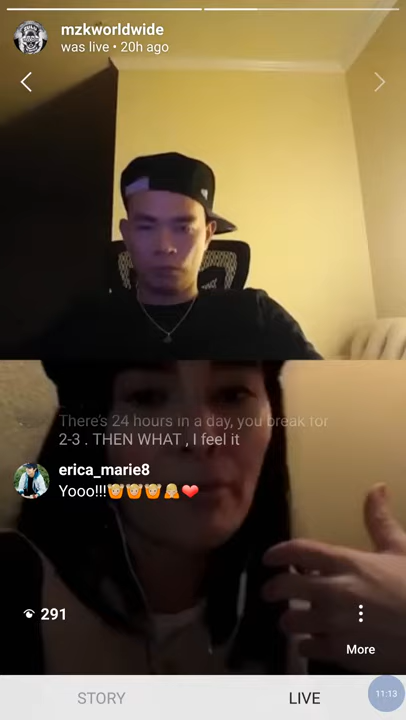 mzkworldwide
was live • 20h ago
There's 24 hours in a day, you break for
2-3 . THEN WHAT , I feel it
erica_marie8
Yooo!!!
291
More
STORY
LIVE
11:13